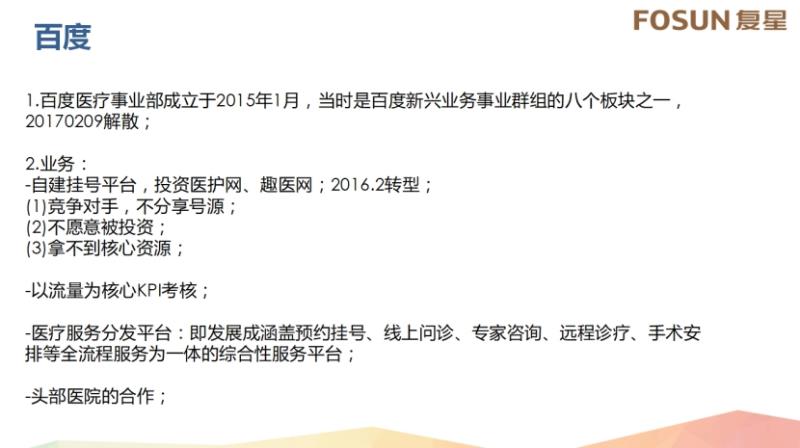 FOSUN复星
百度
1.百度医疗事业部成立于2015年1月，当时是百度新兴业务事业群组的八个板块之一，
20170209解散；
2.业务：
-自建挂号平台，投资医护网、趣医网；2016.2转型；
(1)竞争对手，不分享号源；
(2)不愿意被投资；
(3)拿不到核心资源；
-以流量为核心KPI考核；
-医疗服务分发平台：即发展成涵盖预约挂号、线上问诊、专家咨询、远程诊疗、手术安
排等全流程服务为一体的综合性服务平台；
-头部医院的合作；